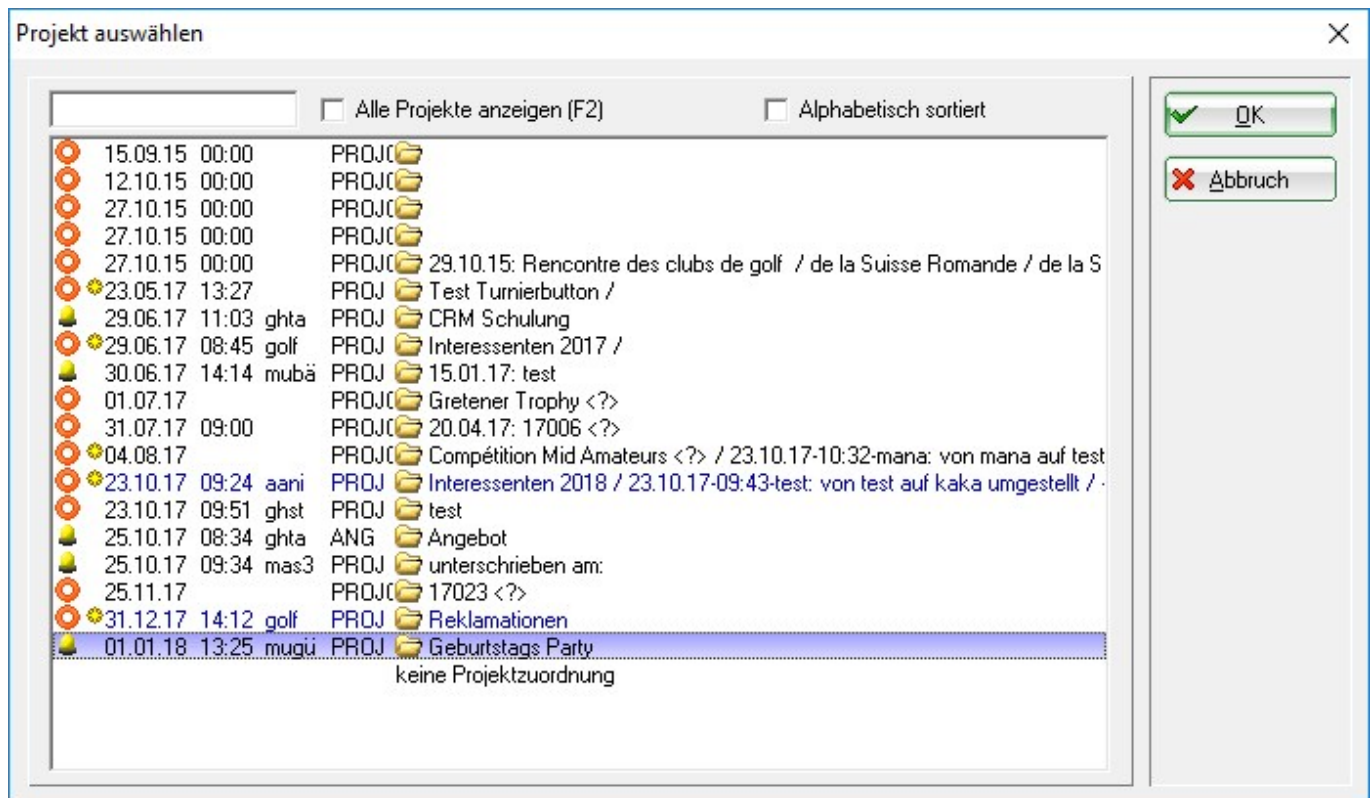 Projekt auswählen
Alle Projekte anzeigen (F2) Alphabetisch sortiert
OK
Abbruch
15.09.15 00:00 PROJ(
12.10.15 00:00 PROJ(
27.10.15 00:00 PROJ(
27.10.15 00:00 PROJ(
27.10.15 00:00 PROJ( 29.10.15: Rencontre des clubs de golf / de la Suisse Romande / de la S
23.05.17 13:27 PROJ Test Turnierbutton /
29.06.17 11:03 ghta PROJ CRM Schulung
29.06.17 08:45 golf PROJ Interessenten 2017 /
30.06.17 14:14 mubä PROJ 15.01.17: test
01.07.17 PROJ( Gretener Trophy <?>
31.07.17 09:00 PROJ( 20.04.17: 17006 <?>
04.08.17 PROJ( Compétition Mid Amateurs <?> / 23.10.17-10:32-mana: von mana auf test
23.10.17 09:24 aani PROJ Interessenten 2018 / 23.10.17-09:43-test: von test auf kaka umgestellt / -
23.10.17 09:51 ghst PROJ test
25.10.17 08:34 ghta ANG Angebot
25.10.17 09:34 mas3 PROJ unterschrieben am:
25.11.17 PROJ( 17023 <?>
31.12.17 14:12 golf PROJ Reklamationen
01.01.18 13:25 mugü PROJ Geburtstags Party
keine Projektzuordnung